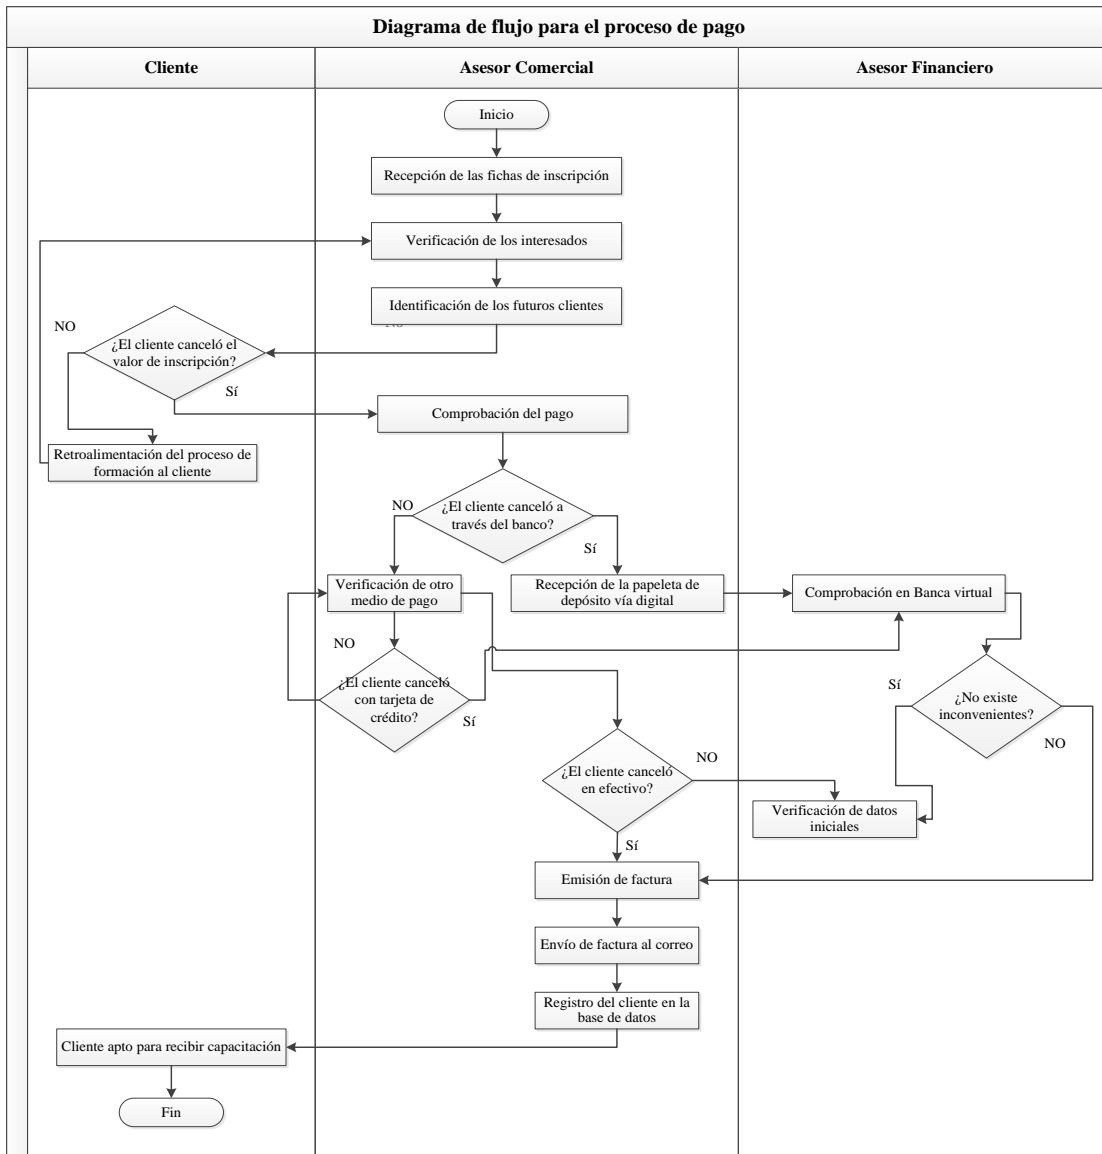 Diagrama de flujo para el proceso de pago
Cliente
Asesor Comercial
Asesor Financiero
Inicio
Recepción de las fichas de inscripción
Verificación de los interesados
Identificación de los futuros clientes
NO
¿El cliente canceló el
valor de inscripción?
Sí
Comprobación del pago
Retroalimentación del proceso de
formación al cliente
NO
¿El cliente canceló a
través del banco?
Sí
Verificación de otro
medio de pago
Recepción de la papeleta de
depósito vía digital
Comprobación en Banca virtual
NO
¿El cliente canceló
con tarjeta de
crédito?
Sí
Sí
¿No existe
inconvenientes?
NO
¿El cliente canceló
en efectivo?
NO
Verificación de datos
iniciales
Sí
Emisión de factura
Envío de factura al correo
Registro del cliente en la
base de datos
Cliente apto para recibir capacitación
Fin